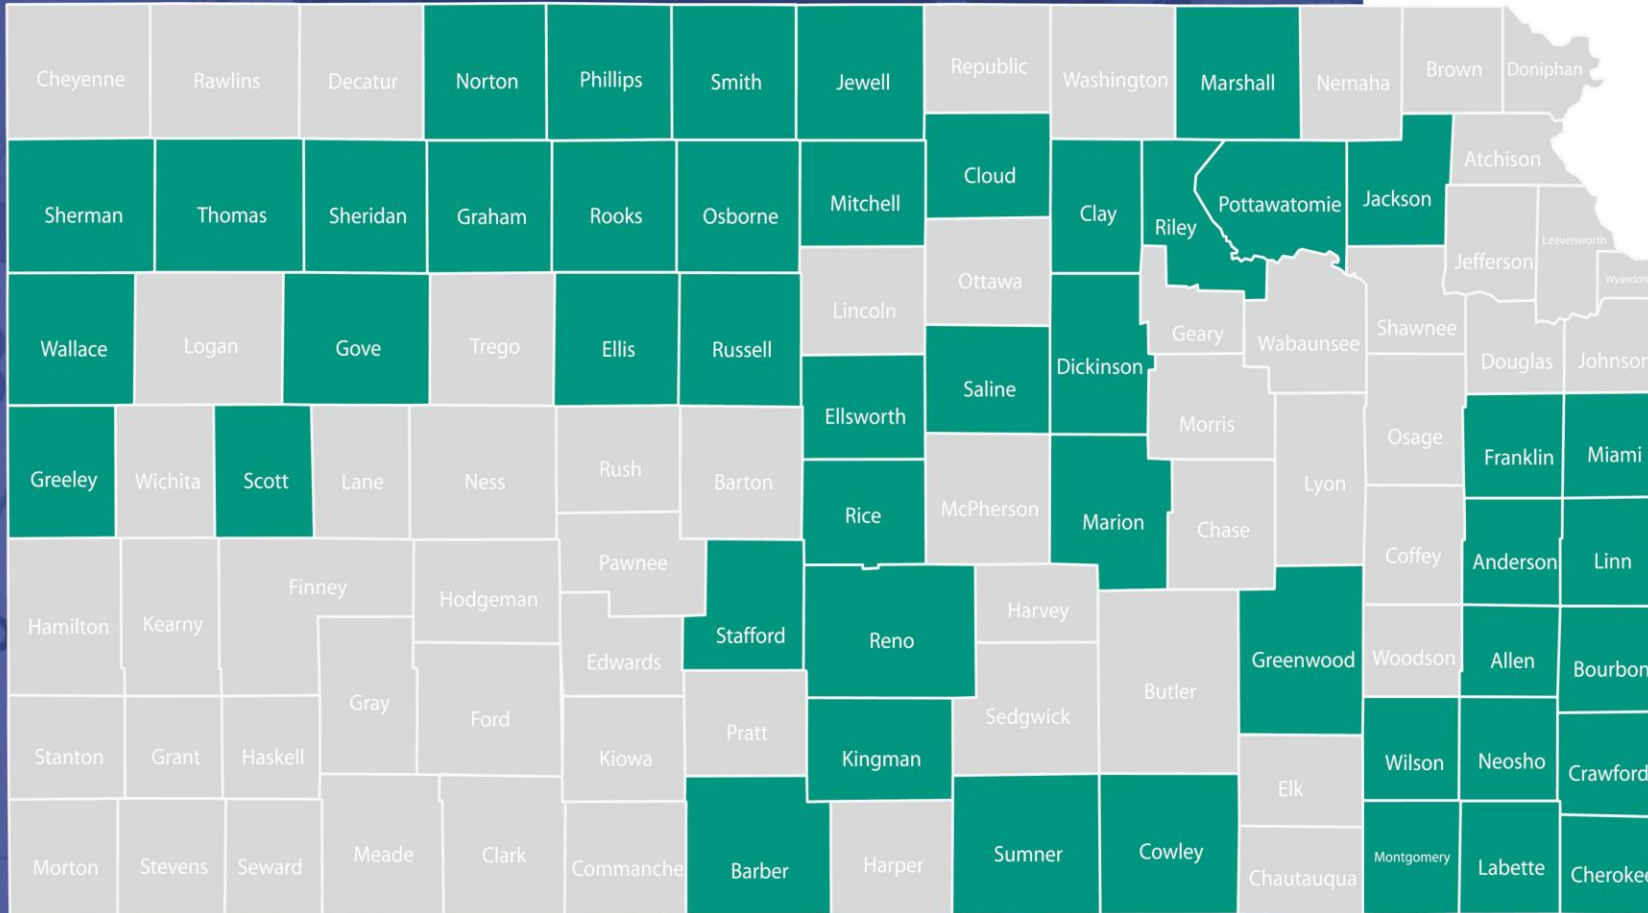 Cheyenne
Rawlins
Decatur
Norton
Phillips
Smith
Jewell
Republic
Washington
Marshall
Nemaha
Brown
Doniphan
Sherman
Thomas
Sheridan
Graham
Rooks
Osborne
Mitchell
Cloud
Clay
Riley
Pottawatomie
Jackson
Atchison
Jefferson
Leavenworth
Wyandott
Wallace
Logan
Gove
Trego
Ellis
Russell
Lincoln
Ottawa
Saline
Dickinson
Geary
Wabaunsee
Shawnee
Douglas
Johnson
Ellsworth
Morris
Osage
Franklin
Miami
Greeley
Wichita
Scott
Lane
Ness
Rush
Barton
Rice
McPherson
Marion
Chase
Lyon
Coffey
Anderson
Linn
Hamilton
Kearny
Finney
Hodgeman
Pawnee
Edwards
Stafford
Reno
Harvey
Greenwood
Woodson
Allen
Bourbon
Gray
Ford
Pratt
Sedgwick
Butler
Stanton
Grant
Haskell
Kiowa
Kingman
Elk
Wilson
Neosho
Crawford
Morton
Stevens
Seward
Meade
Clark
Commanche
Barber
Harper
Sumner
Cowley
Chautauqua
Montgomery
Labette
Cherokee